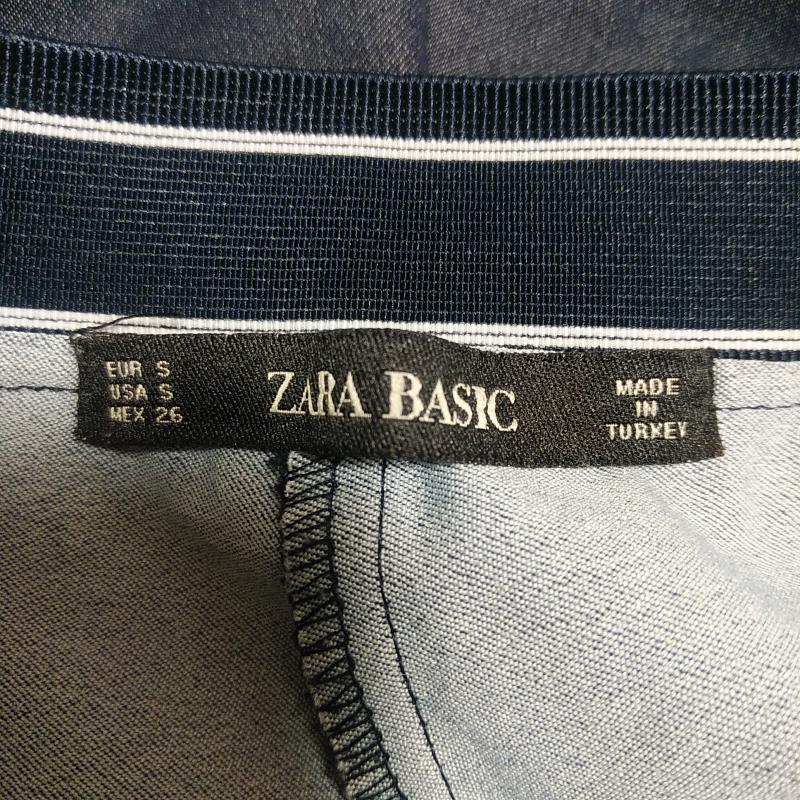 EUR S
USA S
MEX 26
ZARA BASIC
MADE
IN
TURKEY